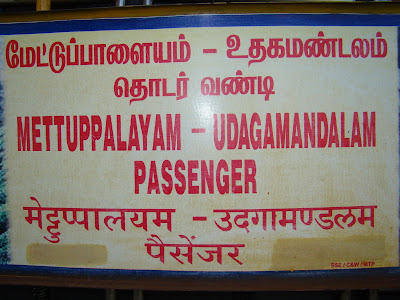 மேட்டுப்பாளையம் - உதகமண்டலம்
தொடர் வண்டி
METTUPPALAYAM - UDAGAMANDALAM
PASSENGER
मेट्टुप्पालयम - उदगामण्डलम
पैसेंजर